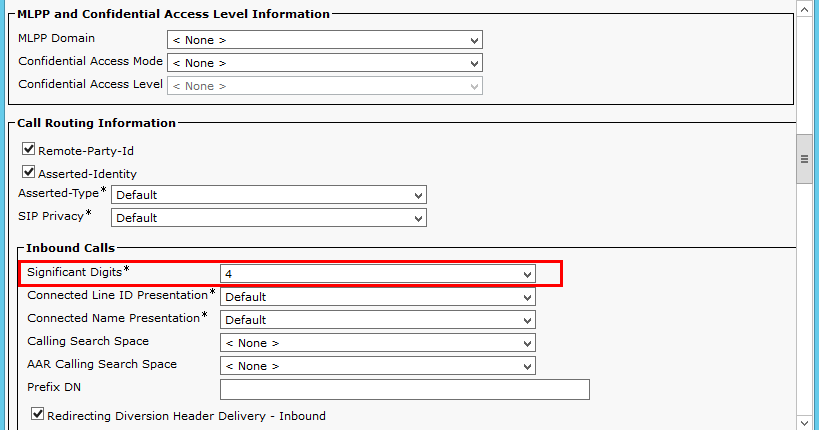 MLPP and Confidential Access Level Information
MLPP Domain < None >
Confidential Access Mode < None >
Confidential Access Level < None >
Call Routing Information
Remote-Party-Id
Asserted-Identity
Asserted-Type* Default
SIP Privacy* Default
Inbound Calls
Significant Digits* 4
Connected Line ID Presentation* Default
Connected Name Presentation* Default
Calling Search Space < None >
AAR Calling Search Space < None >
Prefix DN
Redirecting Diversion Header Delivery - Inbound